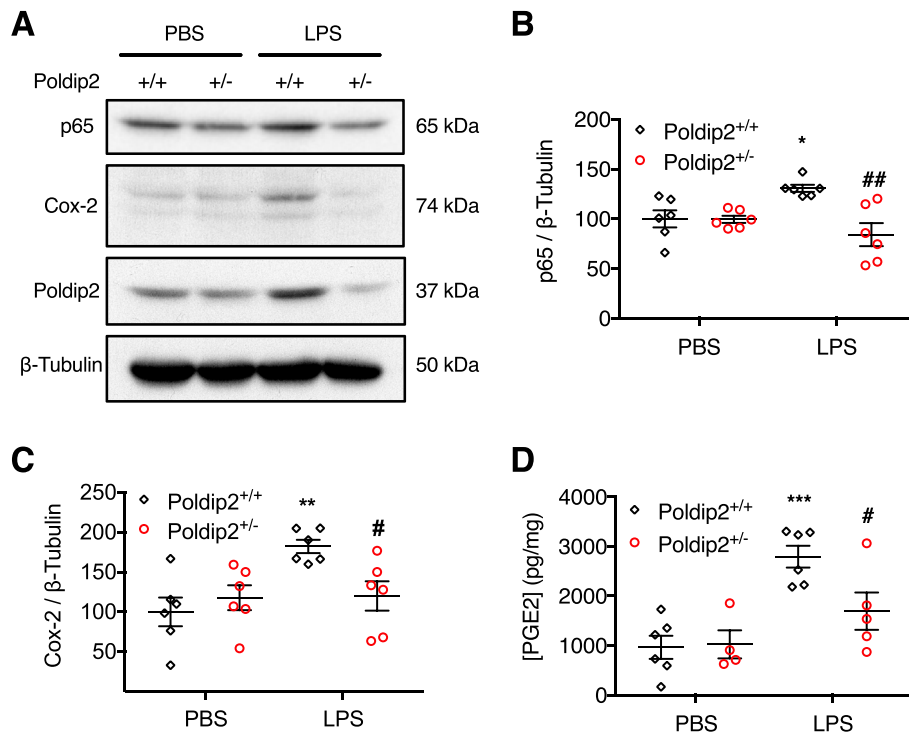 A
PBS LPS
Poldip2 +/+ +/- +/+ +/-
p65 65 kDa
Cox-2 74 kDa
Poldip2 37 kDa
β-Tubulin 50 kDa
B
p65 / β-Tubulin
200
150
100
50
0
Poldip2+/+
Poldip2+/-
*
##
PBS LPS
C
Cox-2 / β-Tubulin
250
200
150
100
50
Poldip2+/+
Poldip2+/-
**
#
PBS LPS
D
[PGE2] (pg/mg)
4000
3000
2000
1000
0
Poldip2+/+
Poldip2+/-
***
#
PBS LPS